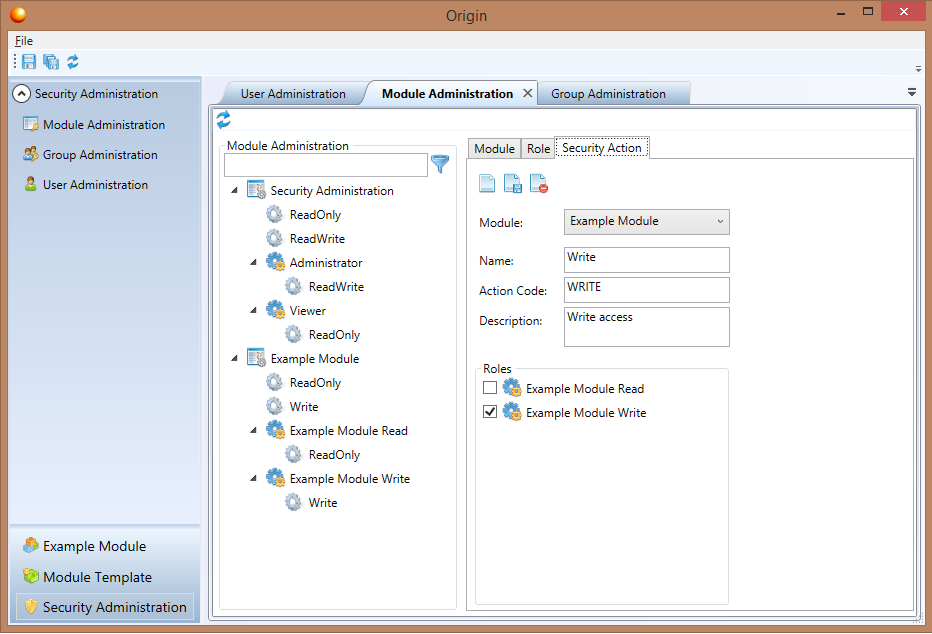 Origin
File
Security Administration
Module Administration
Group Administration
User Administration
Example Module
Module Template
Security Administration
User Administration
Module Administration
Group Administration
Module Administration
Security Administration
ReadOnly
ReadWrite
Administrator
ReadWrite
Viewer
ReadOnly
Example Module
ReadOnly
Write
Example Module Read
ReadOnly
Example Module Write
Write
Module
Role
Security Action
Module: Example Module
Name: Write
Action Code: WRITE
Description: Write access
Roles
Example Module Read
Example Module Write